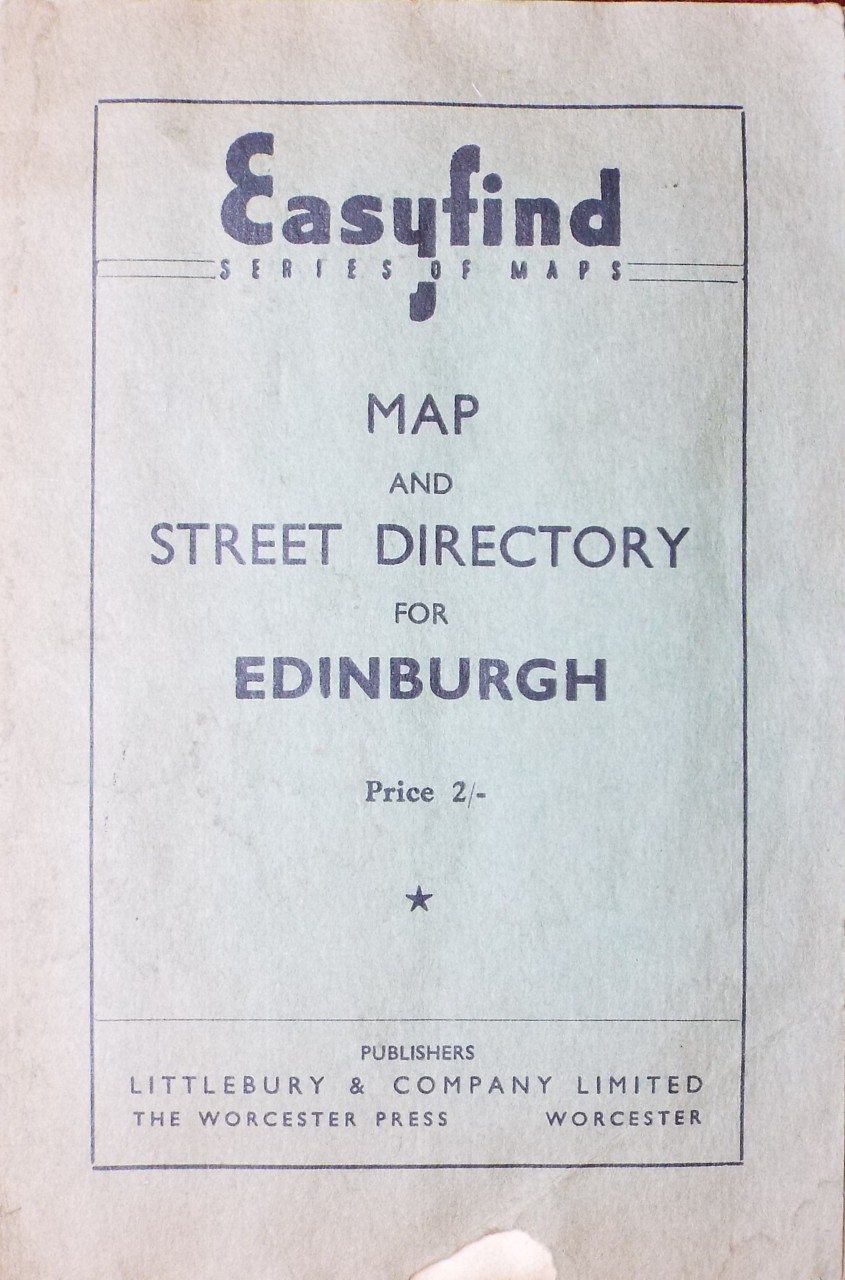 Easyfind
SERIES OF MAPS
MAP
AND
STREET DIRECTORY
FOR
EDINBURGH
Price 2/-
PUBLISHERS
LITTLEBURY & COMPANY LIMITED
THE WORCESTER PRESS WORCESTER